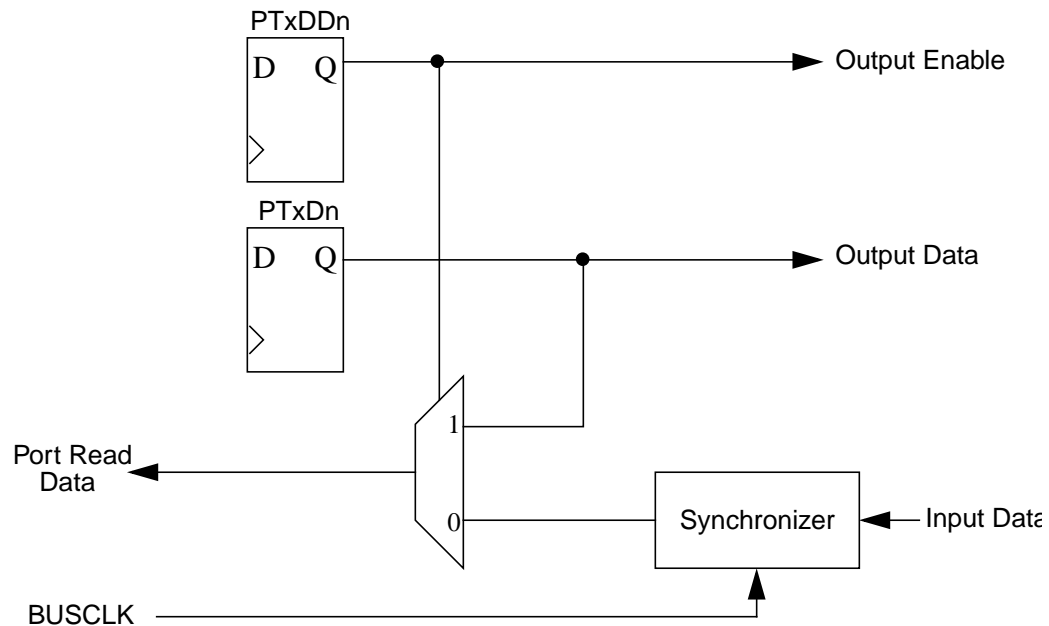 PTxDDn
D Q
Output Enable
PTxDn
D Q
Output Data
1
Port Read
Data
0
Synchronizer
Input Data
BUSCLK